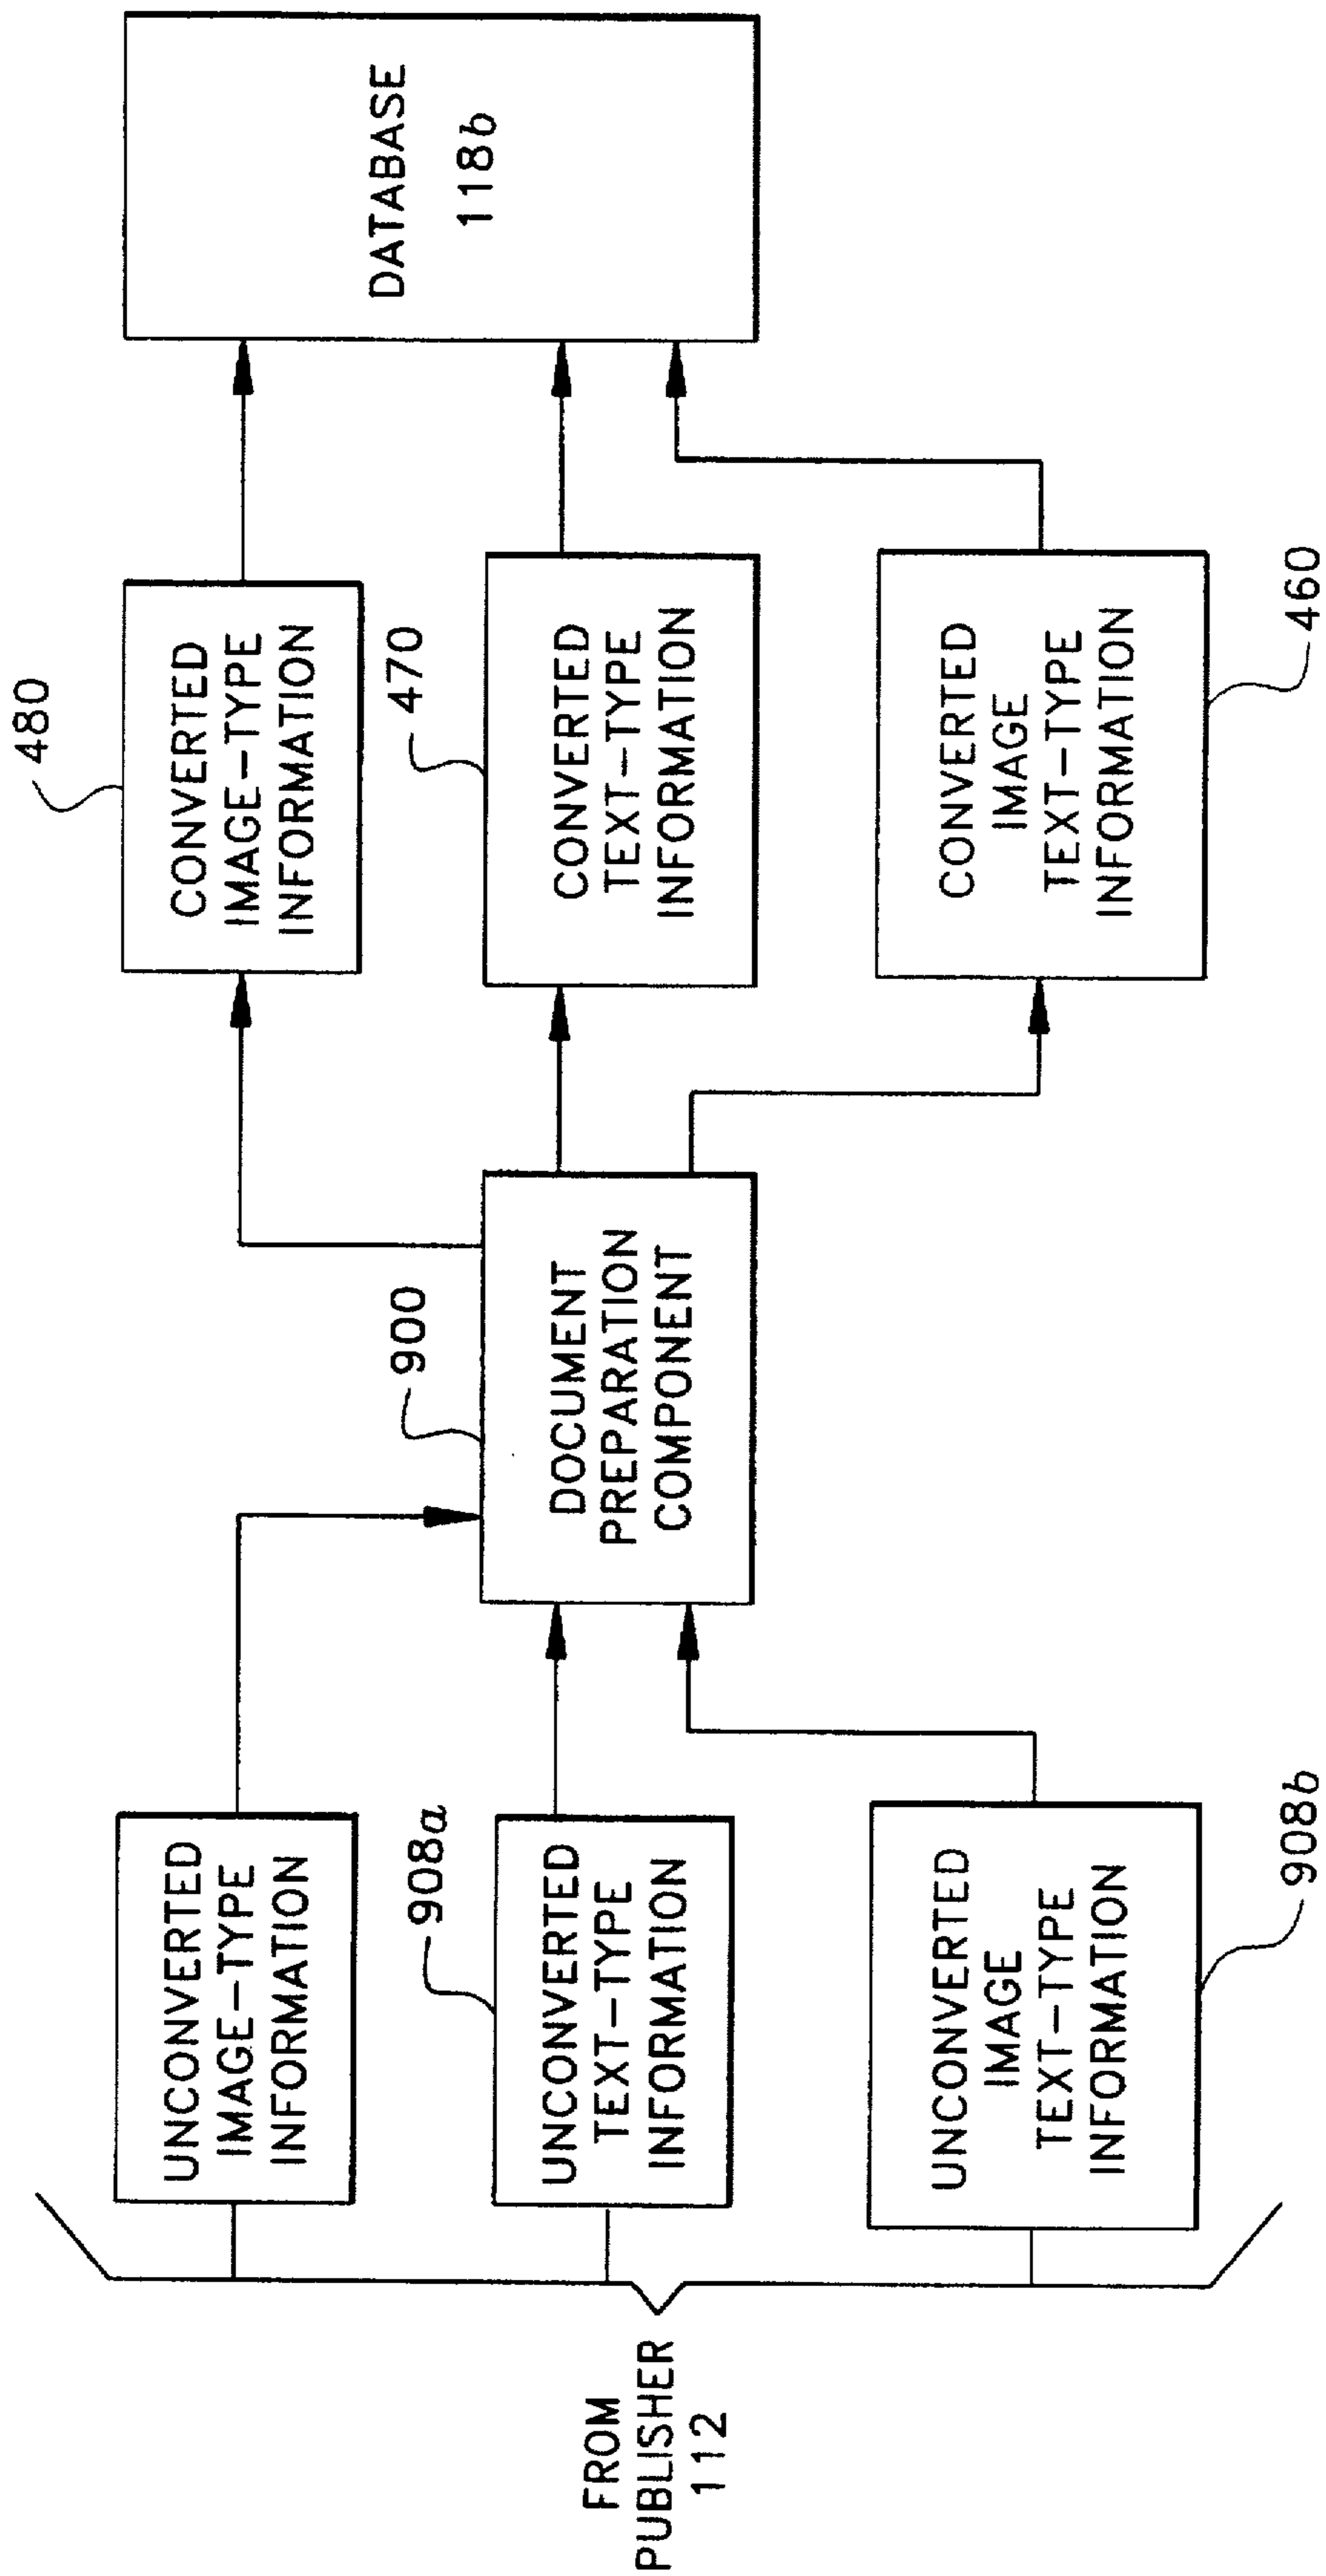 FROM
PUBLISHER
112
UNCONVERTED
IMAGE-TYPE
INFORMATION
908a
UNCONVERTED
TEXT-TYPE
INFORMATION
UNCONVERTED
IMAGE
TEXT-TYPE
INFORMATION
908b
900
DOCUMENT
PREPARATION
COMPONENT
480
CONVERTED
IMAGE-TYPE
INFORMATION
470
CONVERTED
TEXT-TYPE
INFORMATION
CONVERTED
IMAGE
TEXT-TYPE
INFORMATION
460
DATABASE
118b